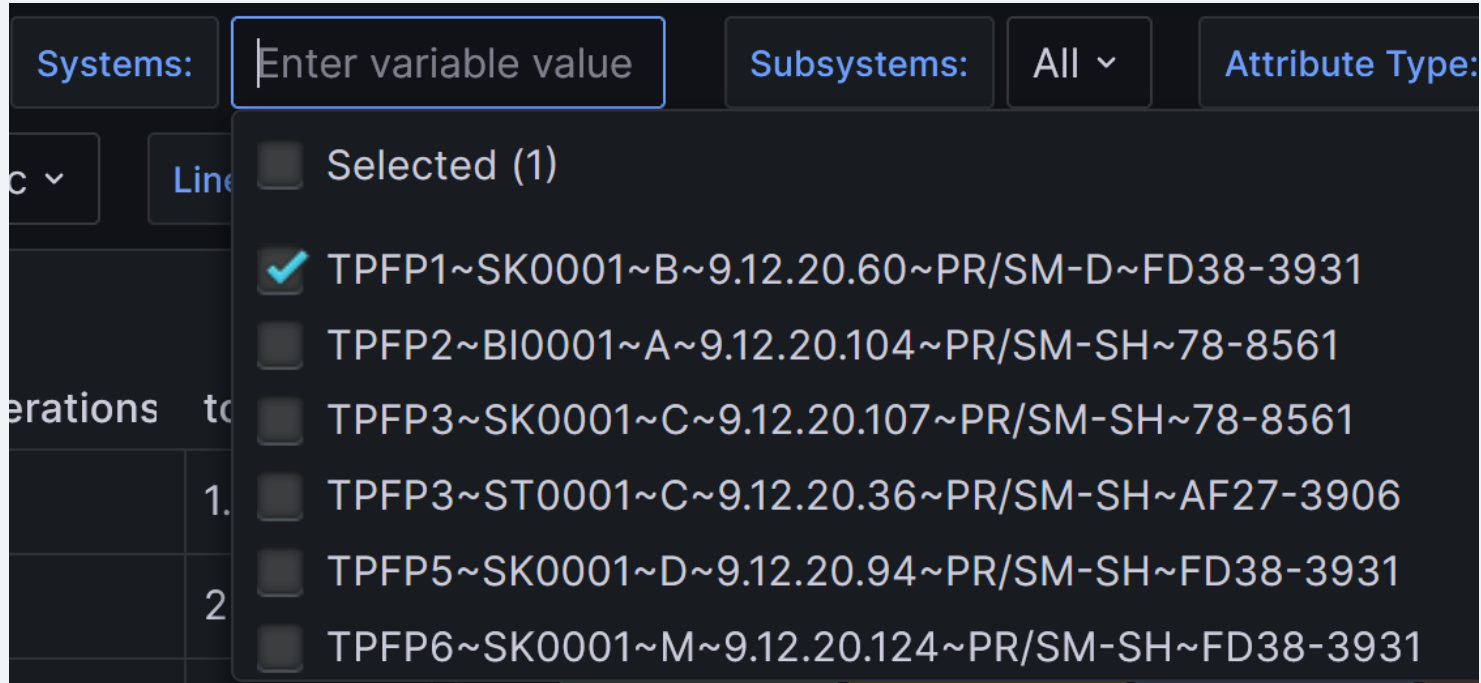 Systems:
Enter variable value
Subsystems:
All
Attribute Type:
c
Selected (1)
TPFP1~SK0001~B~9.12.20.60~PR/SM-D~FD38-3931
TPFP2~BI0001~A~9.12.20.104~PR/SM-SH~78-8561
TPFP3~SK0001~C~9.12.20.107~PR/SM-SH~78-8561
erations
1.
TPFP3~ST0001~C~9.12.20.36~PR/SM-SH~AF27-3906
TPFP5~SK0001~D~9.12.20.94~PR/SM-SH~FD38-3931
2
TPFP6~SK0001~M~9.12.20.124~PR/SM-SH~FD38-3931